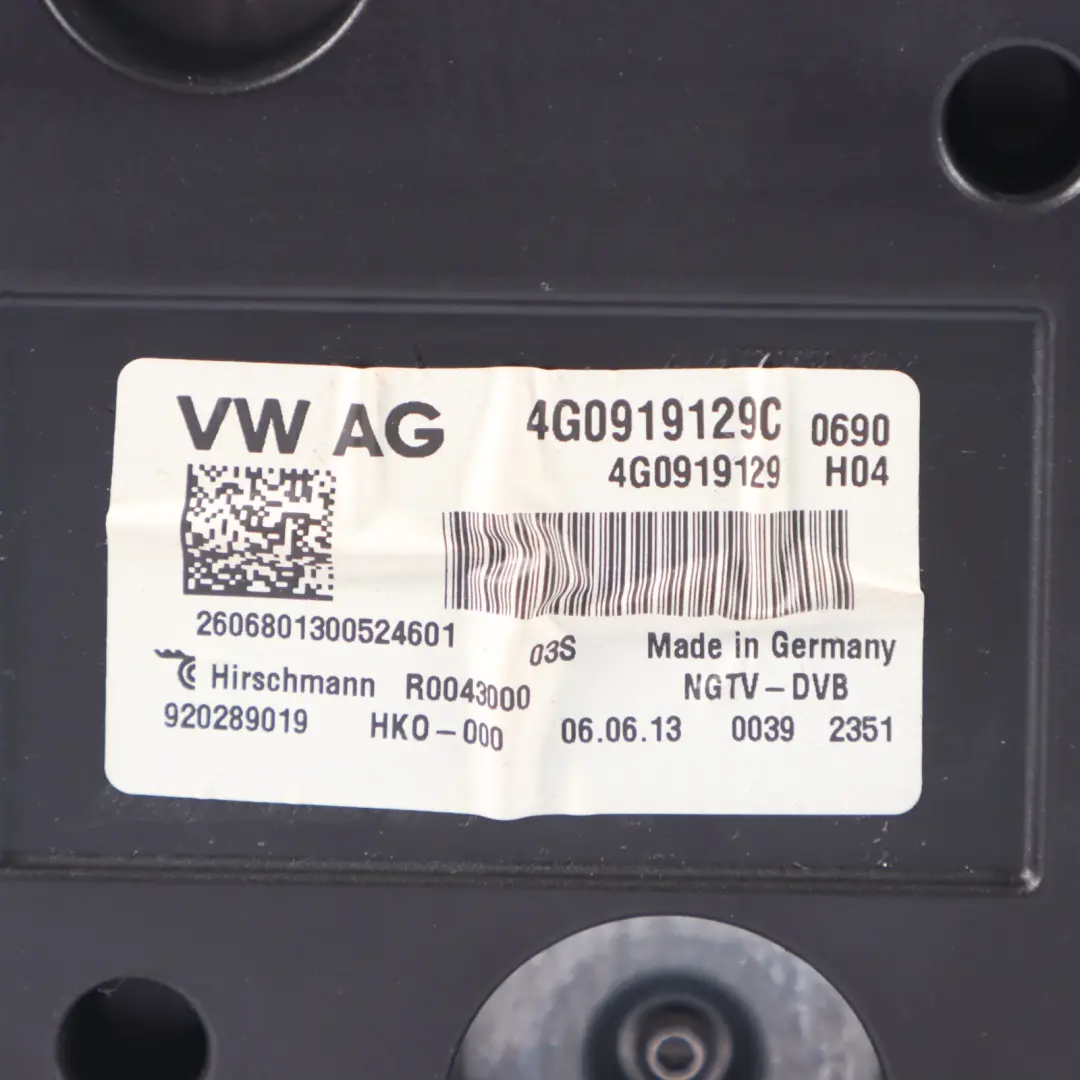 VW AG 4G0919129C 0690
4G0919129 H04
2606801300524601 03S Made in Germany
Hirschmann R0043000 NGTV-DVB
920289019 HK0-000 06.06.13 0039 2351